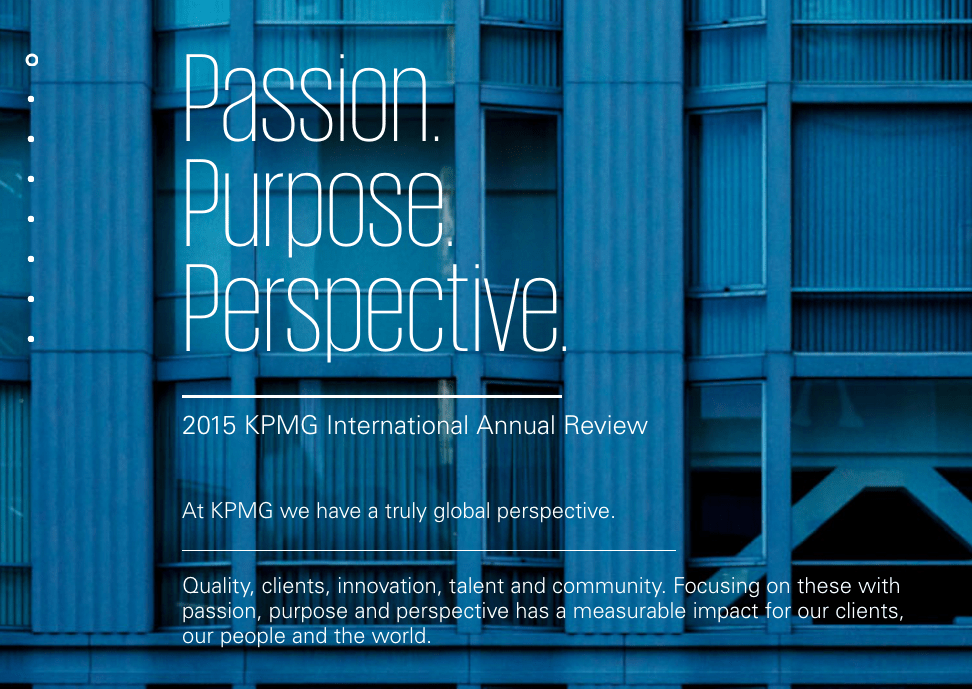 Passion.
Purpose.
Perspective.
2015 KPMG International Annual Review
At KPMG we have a truly global perspective.
Quality, clients, innovation, talent and community. Focusing on these with
passion, purpose and perspective has a measurable impact for our clients,
our people and the world.